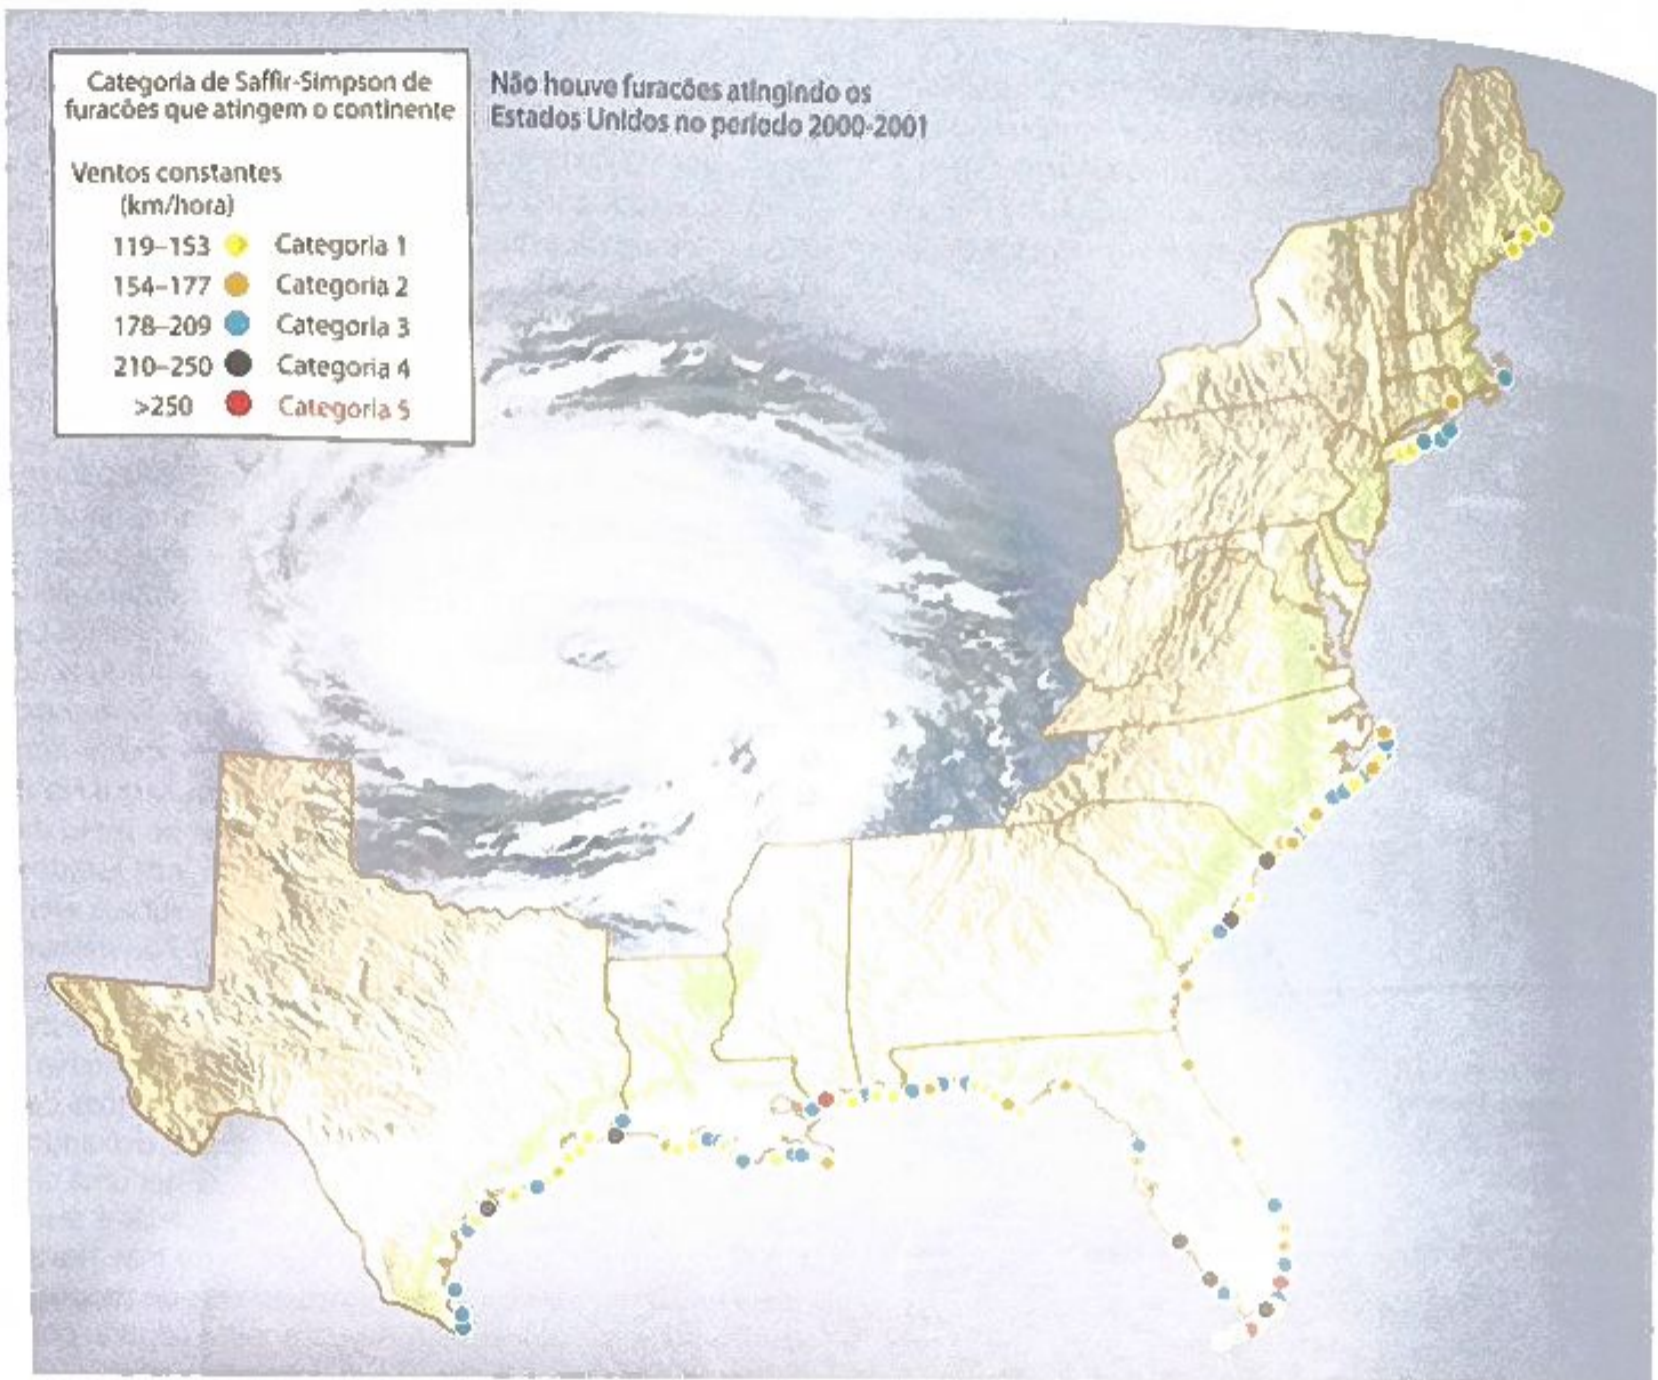 Categoria de Saffir-Simpson de
furacões que atingem o continente
Ventos constantes
(km/hora)
119–153 Categoria 1
154–177 Categoria 2
178–209 Categoria 3
210–250 Categoria 4
>250 Categoria 5
Não houve furacões atingindo os
Estados Unidos no período 2000-2001